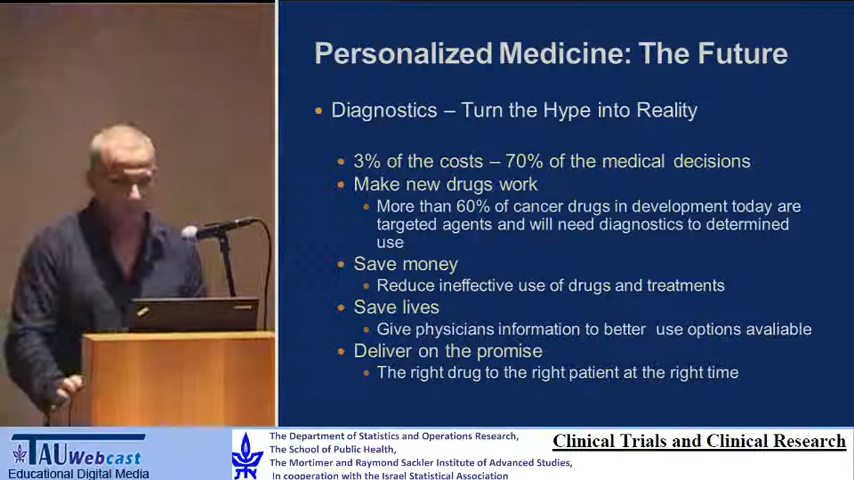 Personalized Medicine: The Future
• Diagnostics – Turn the Hype into Reality
• 3% of the costs – 70% of the medical decisions
• Make new drugs work
• More than 60% of cancer drugs in development today are
targeted agents and will need diagnostics to determined
use
• Save money
• Reduce ineffective use of drugs and treatments
• Save lives
• Give physicians information to better use options avaliable
• Deliver on the promise
• The right drug to the right patient at the right time
TAU Webcast
Educational Digital Media
The Department of Statistics and Operations Research,
The School of Public Health,
The Mortimer and Raymond Sackler Institute of Advanced Studies,
In cooperation with the Israel Statistical Association
Clinical Trials and Clinical Research